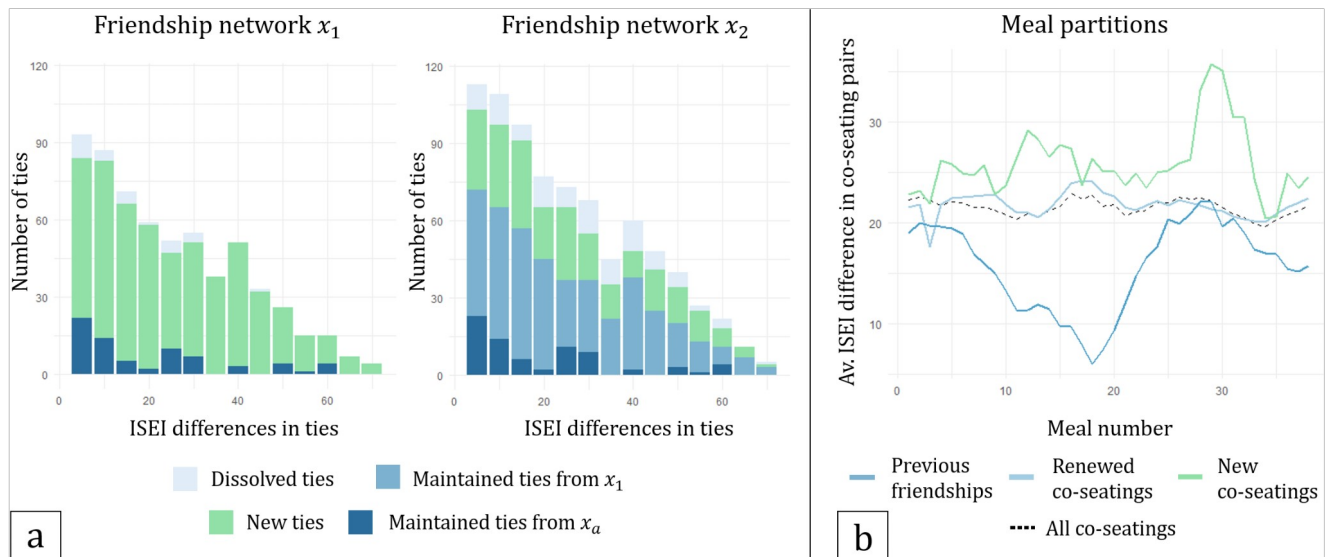 Friendship network x₁
Friendship network x₂
Meal partitions
Number of ties
120
90
60
30
0
0
20
40
60
ISEI differences in ties
Number of ties
120
90
60
30
0
0
20
40
60
ISEI differences in ties
Dissolved ties
Maintained ties from x₁
New ties
Maintained ties from xₐ
a
Av. ISEI difference in co-seating pairs
30
20
10
0
10
20
30
Meal number
Previous
friendships
Renewed
co-seatings
New
co-seatings
All co-seatings
b